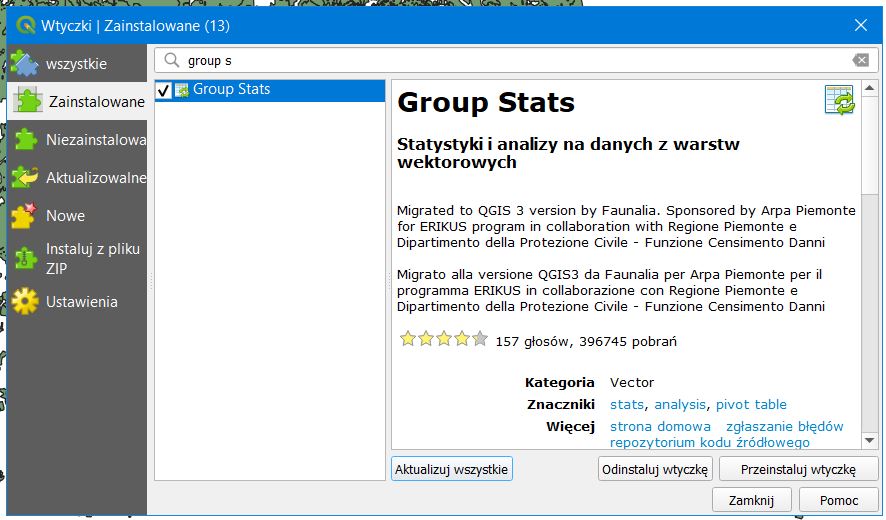 Wtyczki | Zainstalowane (13)
wszystkie
Zainstalowane
Niezainstalowa
Aktualizowalne
Nowe
Instaluj z pliku
ZIP
Ustawienia
group s
Group Stats
Group Stats
Statystyki i analizy na danych z warstw
wektorowych
Migrated to QGIS 3 version by Faunalia. Sponsored by Arpa Piemonte
for ERIKUS program in collaboration with Regione Piemonte e
Dipartimento della Protezione Civile - Funzione Censimento Danni
Migrato alla versione QGIS3 da Faunalia per Arpa Piemonte per il
programma ERIKUS in collaborazione con Regione Piemonte e
Dipartimento della Protezione Civile - Funzione Censimento Danni
157 głosów, 396745 pobrań
Kategoria Vector
Znaczniki stats, analysis, pivot table
Więcej strona domowa zgłaszanie błędów
repozytorium kodu źródłowego
Aktualizuj wszystkie
Odinstaluj wtyczkę
Przeinstaluj wtyczkę
Zamknij
Pomoc